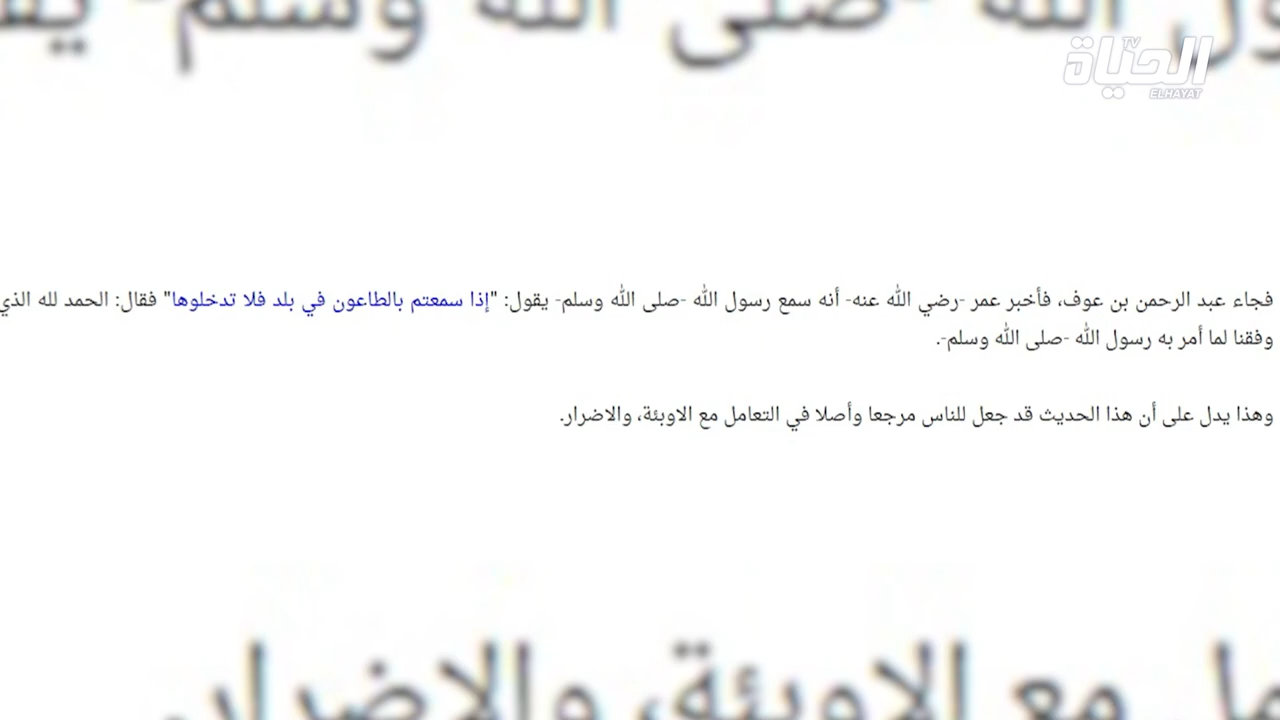 الحياة TV
ELHAYAT
فجاء عبد الرحمن بن عوف، فأخبر عمر -رضي الله عنه- أنه سمع رسول الله -صلى الله وسلم- يقول: "إذا سمعتم بالطاعون في بلد فلا تدخلوها" فقال: الحمد لله الذي
وفقنا لما أمر به رسول الله -صلى الله وسلم-.
وهذا يدل على أن هذا الحديث قد جعل للناس مرجعا وأصلا في التعامل مع الاوبئة، والاضرار.